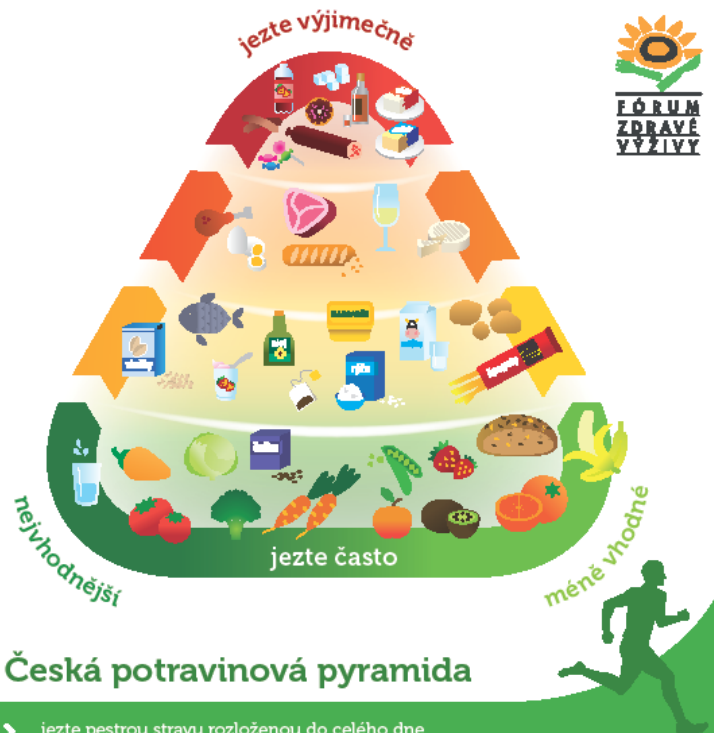 jezte výjimečně
FÓRUM
ZDRAVÉ
VÝŽIVY
rýže
nejvhodnější
jezte často
méně vhodné
Česká potravinová pyramida
jezte pestrou stravu rozloženou do celého dne